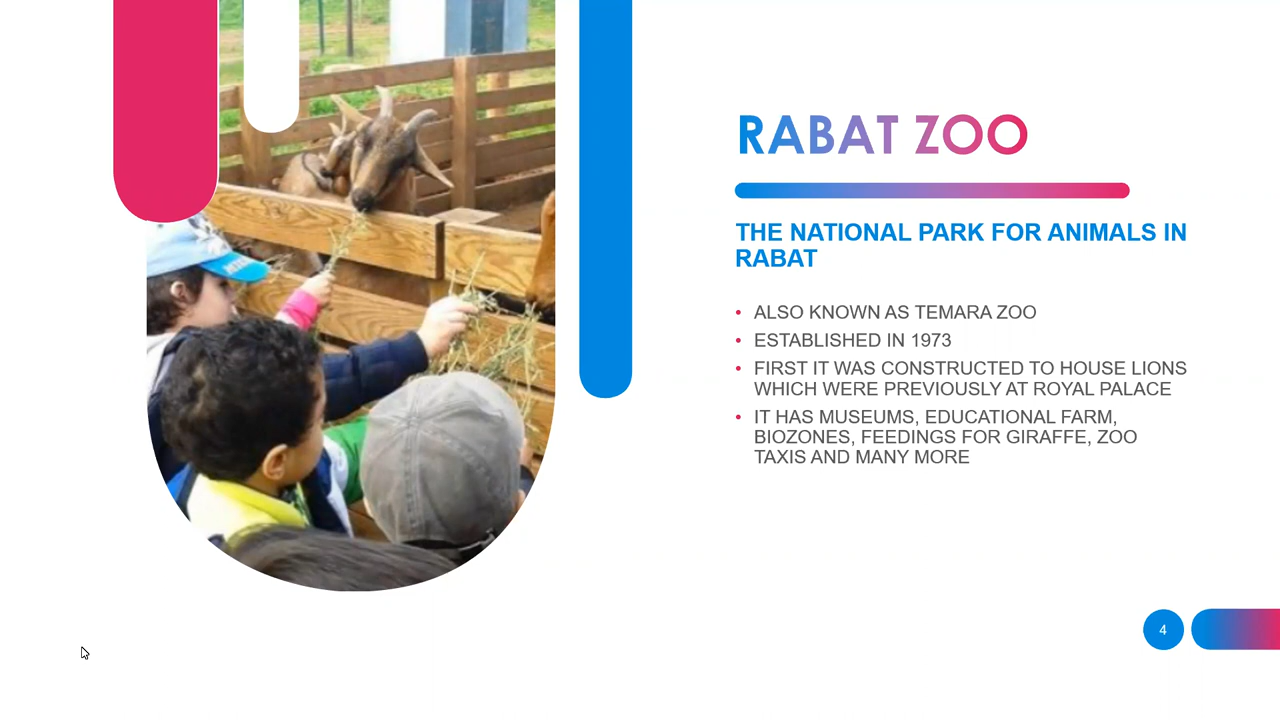 RABAT ZOO
THE NATIONAL PARK FOR ANIMALS IN
RABAT
• ALSO KNOWN AS TEMARA ZOO
• ESTABLISHED IN 1973
• FIRST IT WAS CONSTRUCTED TO HOUSE LIONS
WHICH WERE PREVIOUSLY AT ROYAL PALACE
• IT HAS MUSEUMS, EDUCATIONAL FARM,
BIOZONES, FEEDINGS FOR GIRAFFE, ZOO
TAXIS AND MANY MORE
4